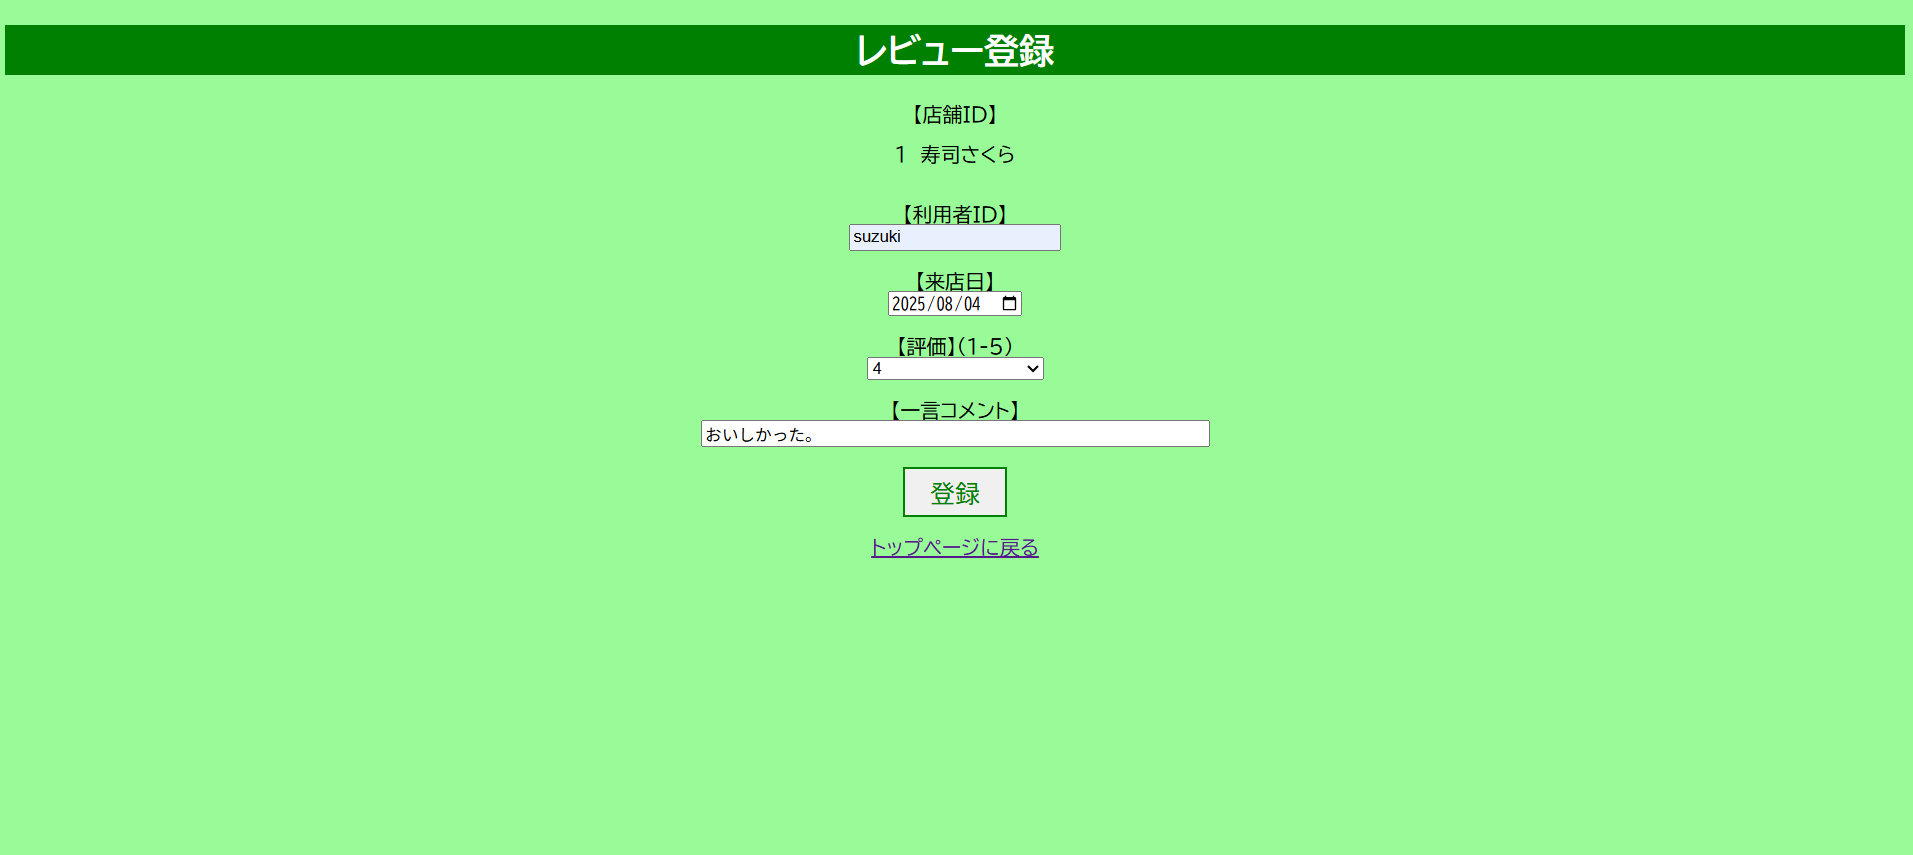 レビュー登録
【店舗ID】
1 寿司さくら
【利用者ID】
suzuki
【来店日】
2025/08/04
【評価】(1-5)
4
【一言コメント】
おいしかった。
登録
トップページに戻る